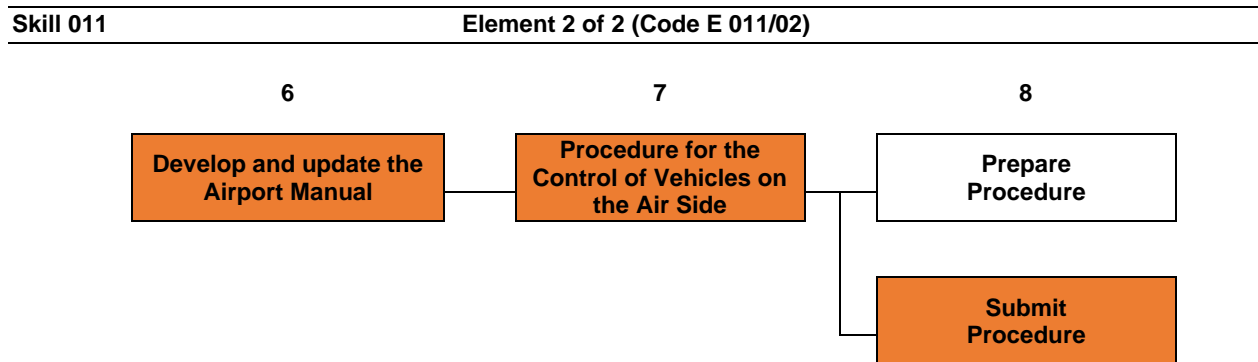 Skill 011 Element 2 of 2 (Code E 011/02)
6 7 8
Develop and update the
Airport Manual
Procedure for the
Control of Vehicles on
the Air Side
Prepare
Procedure
Submit
Procedure